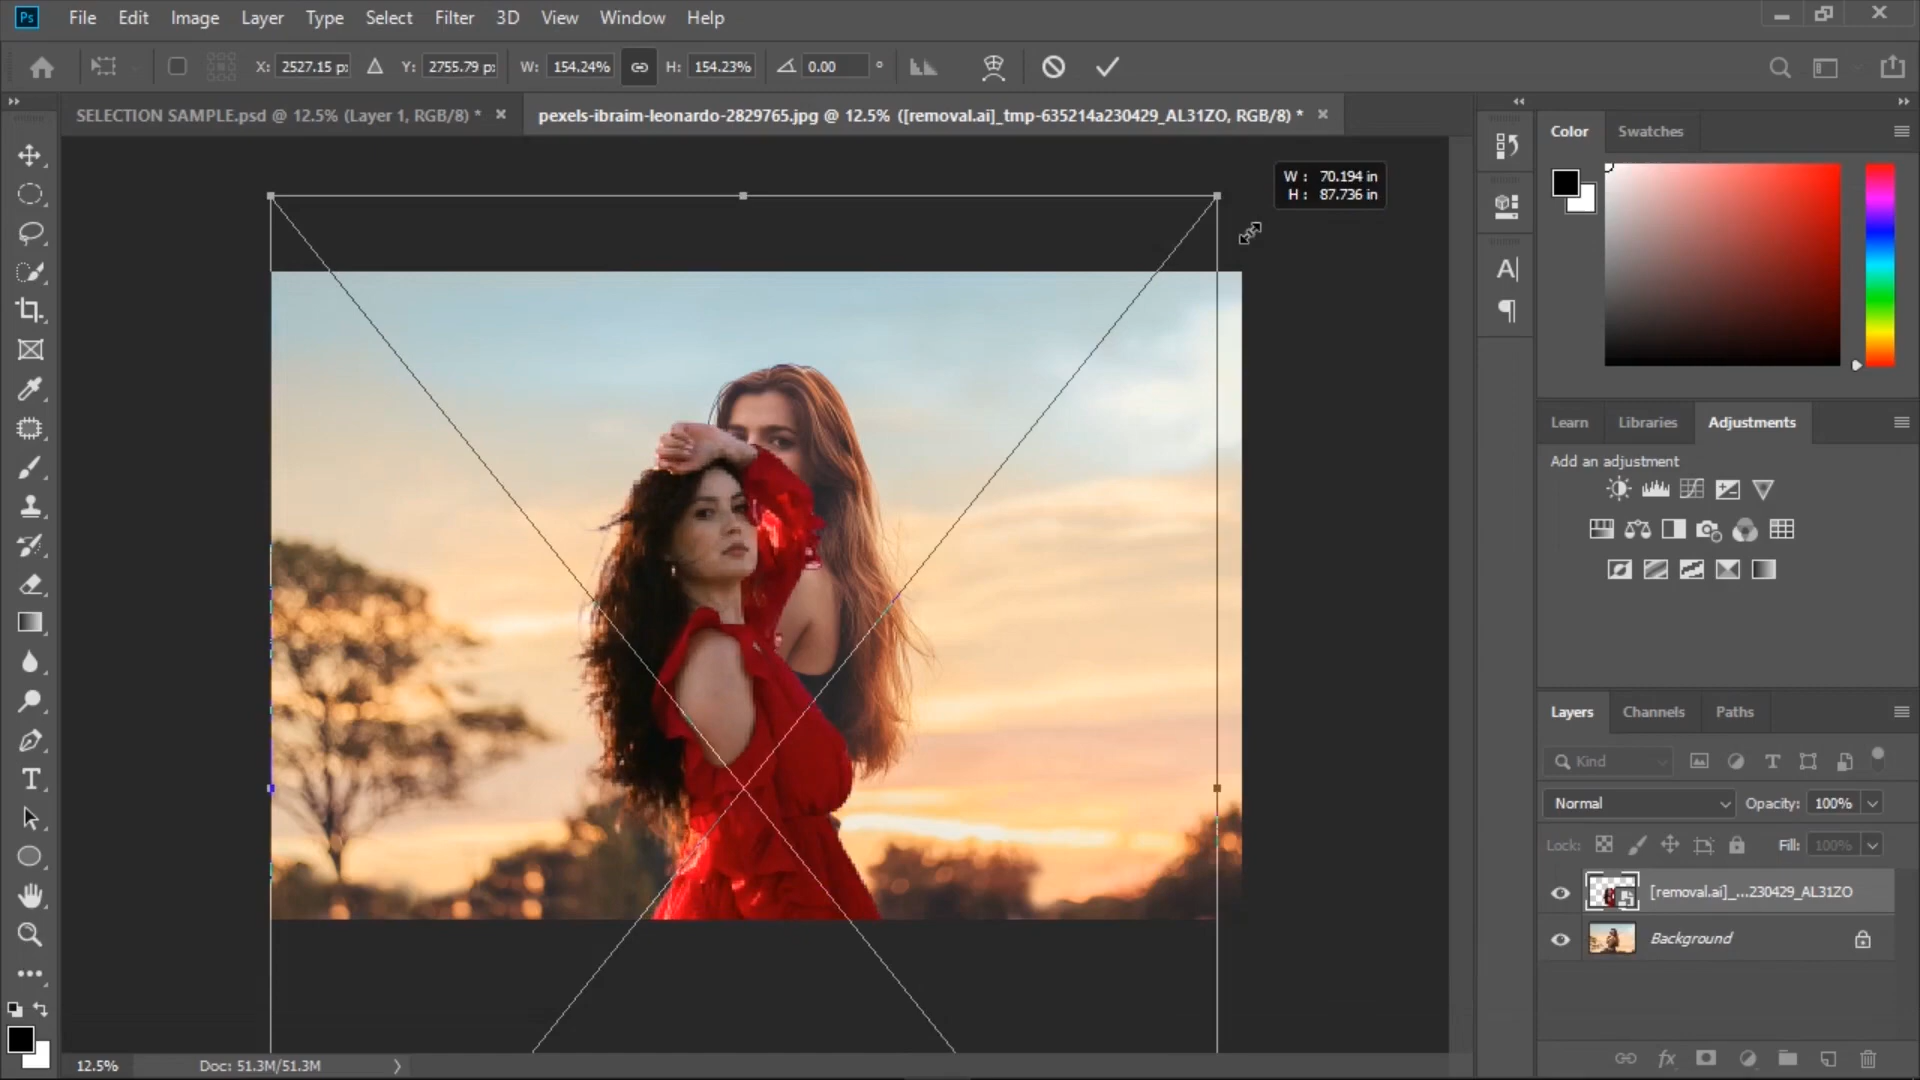 Ps File Edit Image Layer Type Select Filter 3D View Window Help
X: 2527.15 p Y: 2755.79 p W: 154.24% H: 154.23% 0.00 °
SELECTION SAMPLE.psd @ 12.5% (Layer 1, RGB/8) * pexels-ibraim-leonardo-2829765.jpg @ 12.5% ([removal.ai]_tmp-635214a230429_AL31ZO, RGB/8) *
Color Swatches
W : 70.194 in
H : 87.736 in
Learn Libraries Adjustments
Add an adjustment
Layers Channels Paths
Kind
Normal Opacity: 100%
Lock: Fill: 100%
[removal.ai]_...230429_AL31ZO
Background
12.5% Doc: 51.3M/51.3M